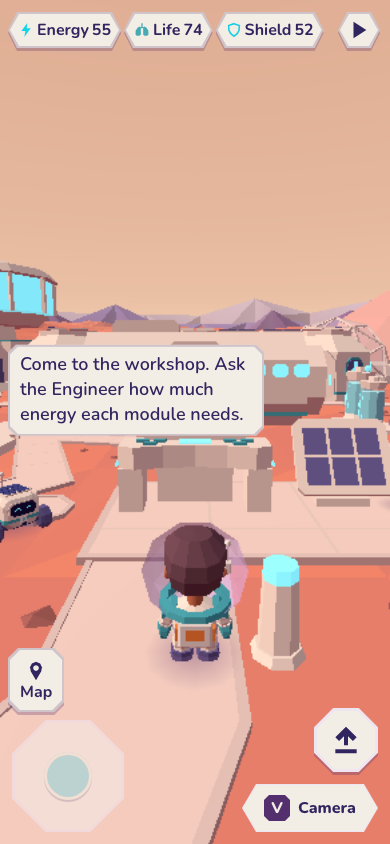 Energy 55
Life 74
Shield 52
Come to the workshop. Ask
the Engineer how much
energy each module needs.
Map
V Camera